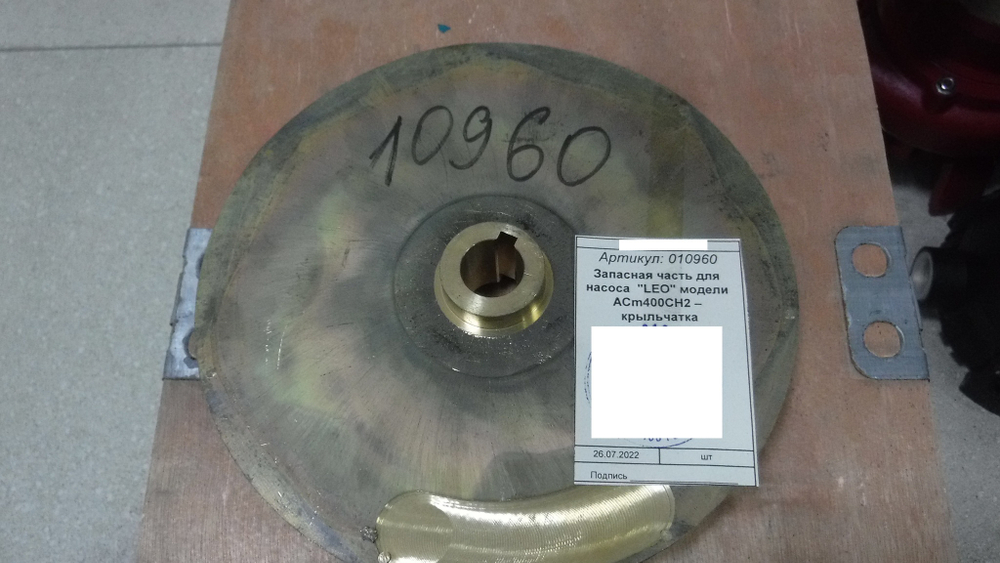 10960
Артикул: 010960
Запасная часть для
насоса "LEO" модели
ACm400CH2 –
крыльчатка
26.07.2022 шт
Подпись